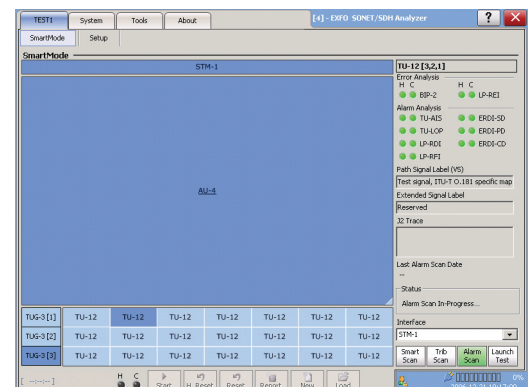 TEST1 System Tools About [4] - EXFO SONET/SDH Analyzer ? X
SmartMode Setup
SmartMode
STM-1
AU-4
TUG-3 [1] TU-12 TU-12 TU-12 TU-12 TU-12 TU-12 TU-12
TUG-3 [2] TU-12 TU-12 TU-12 TU-12 TU-12 TU-12 TU-12
TUG-3 [3] TU-12 TU-12 TU-12 TU-12 TU-12 TU-12 TU-12
TU-12 [3,2,1]
Error Analysis
H C H C
BIP-2 LP-REI
Alarm Analysis
TU-AIS ERDI-SD
TU-LOP ERDI-PD
LP-RDI ERDI-CD
LP-RFI
Path Signal Label (V5)
Test signal, ITU-T O.181 specific map
Extended Signal Label
Reserved
J2 Trace
Last Alarm Scan Date
--
Status
Alarm Scan In-Progress...
Interface
STM-1
Smart Scan Trib Scan Alarm Scan Launch Test
[ --:--:-- ] H C Start H. Reset Reset Report New Load
0%